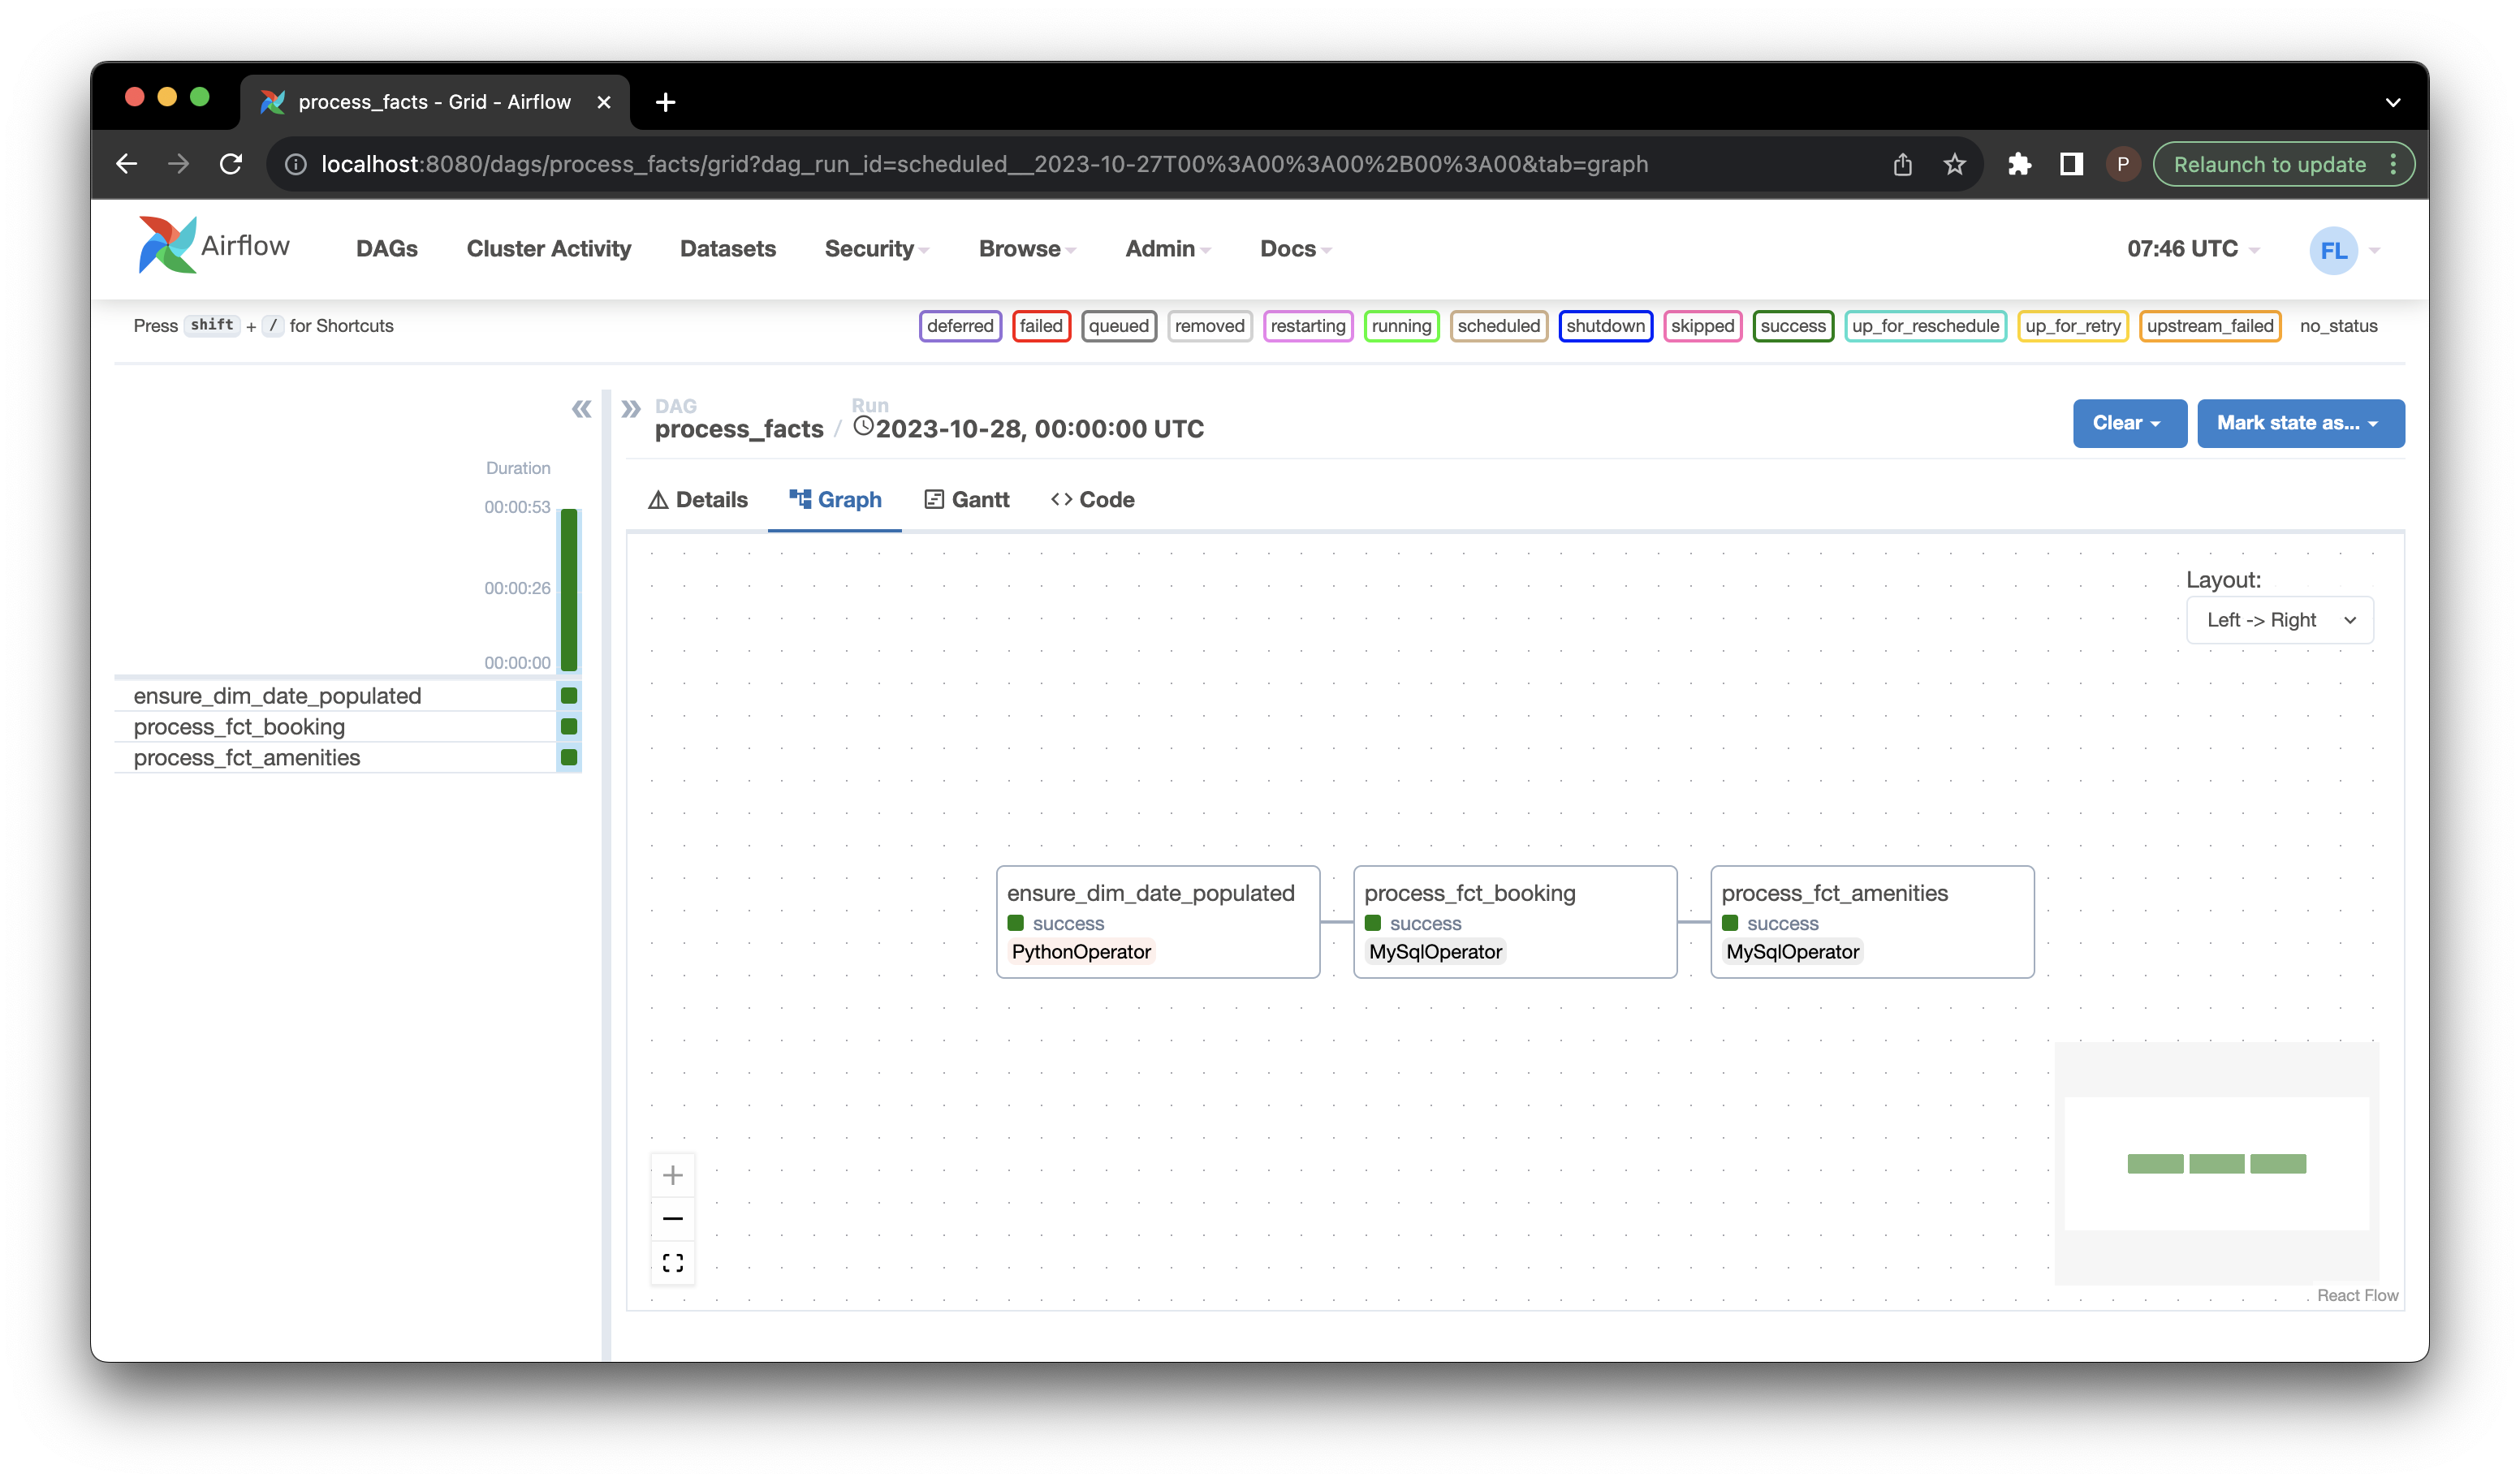 process_facts - Grid - Airflow
localhost:8080/dags/process_facts/grid?dag_run_id=scheduled__2023-10-27T00%3A00%3A00%2B00%3A00&tab=graph
P
Relaunch to update
Airflow
DAGs
Cluster Activity
Datasets
Security
Browse
Admin
Docs
07:46 UTC
FL
Press shift + / for Shortcuts
deferred
failed
queued
removed
restarting
running
scheduled
shutdown
skipped
success
up_for_reschedule
up_for_retry
upstream_failed
no_status
Duration
00:00:53
00:00:26
00:00:00
ensure_dim_date_populated
process_fct_booking
process_fct_amenities
DAG
process_facts /
Run
2023-10-28, 00:00:00 UTC
Clear
Mark state as...
Details
Graph
Gantt
Code
Layout:
Left -> Right
ensure_dim_date_populated
success
PythonOperator
process_fct_booking
success
MySqlOperator
process_fct_amenities
success
MySqlOperator
React Flow